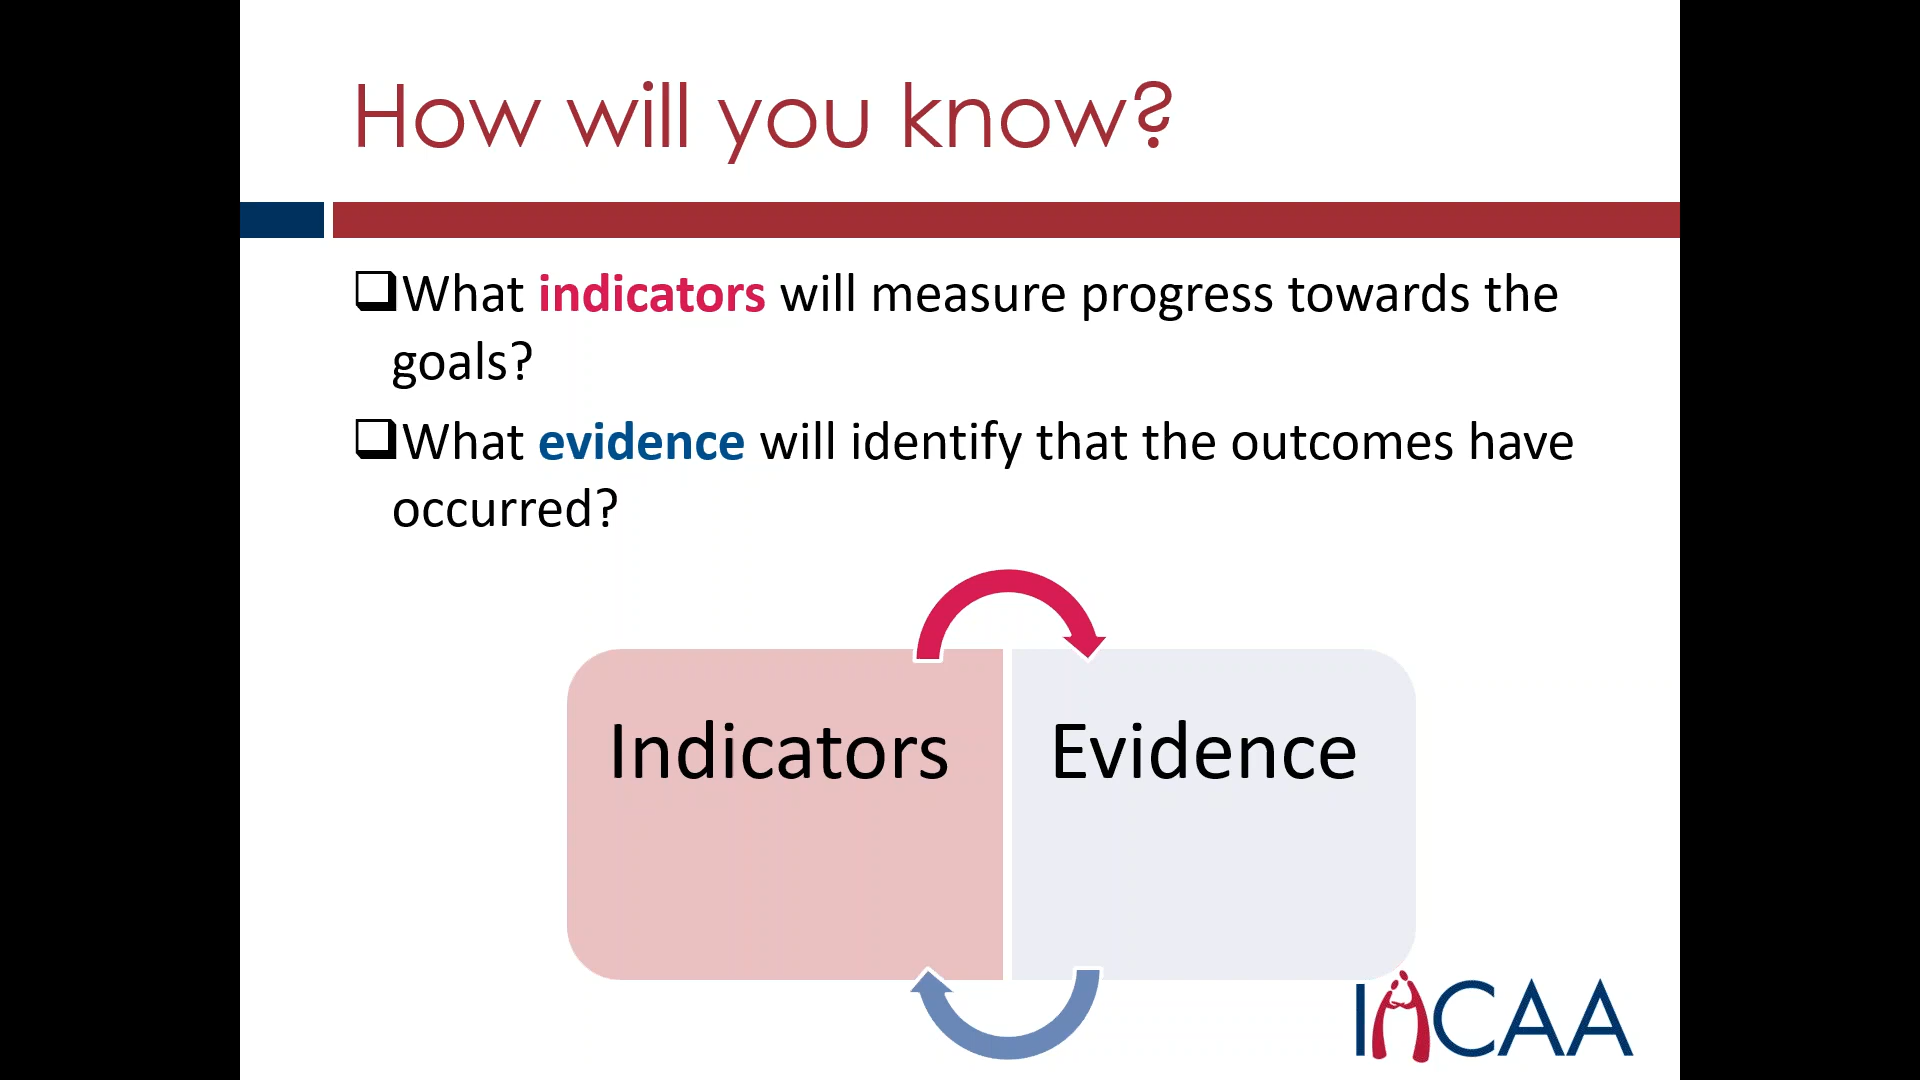 How will you know?
❑What indicators will measure progress towards the
goals?
❑What evidence will identify that the outcomes have
occurred?
Indicators
Evidence
IACAA